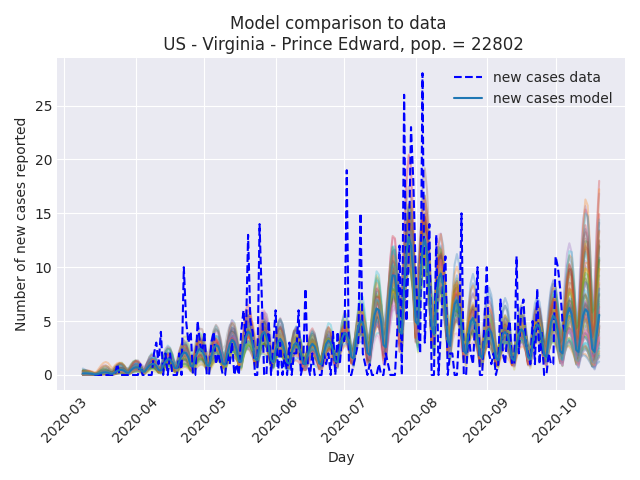 Model comparison to data
US - Virginia - Prince Edward, pop. = 22802
new cases data
new cases model
Number of new cases reported
25
20
15
10
5
0
2020-03
2020-04
2020-05
2020-06
2020-07
2020-08
2020-09
2020-10
Day